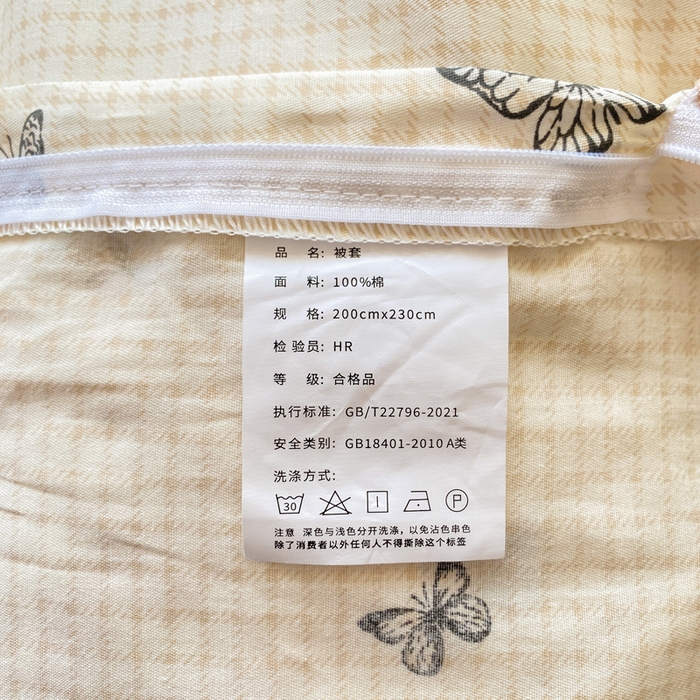 品 名: 被套
面 料: 100%棉
规 格: 200cmx230cm
检 验员: HR
等 级: 合格品
执行标准: GB/T22796-2021
安全类别: GB18401-2010 A类
洗涤方式:
30 P
注意 深色与浅色分开洗涤，以免沾色串色
除了消费者以外任何人不得撕除这个标签